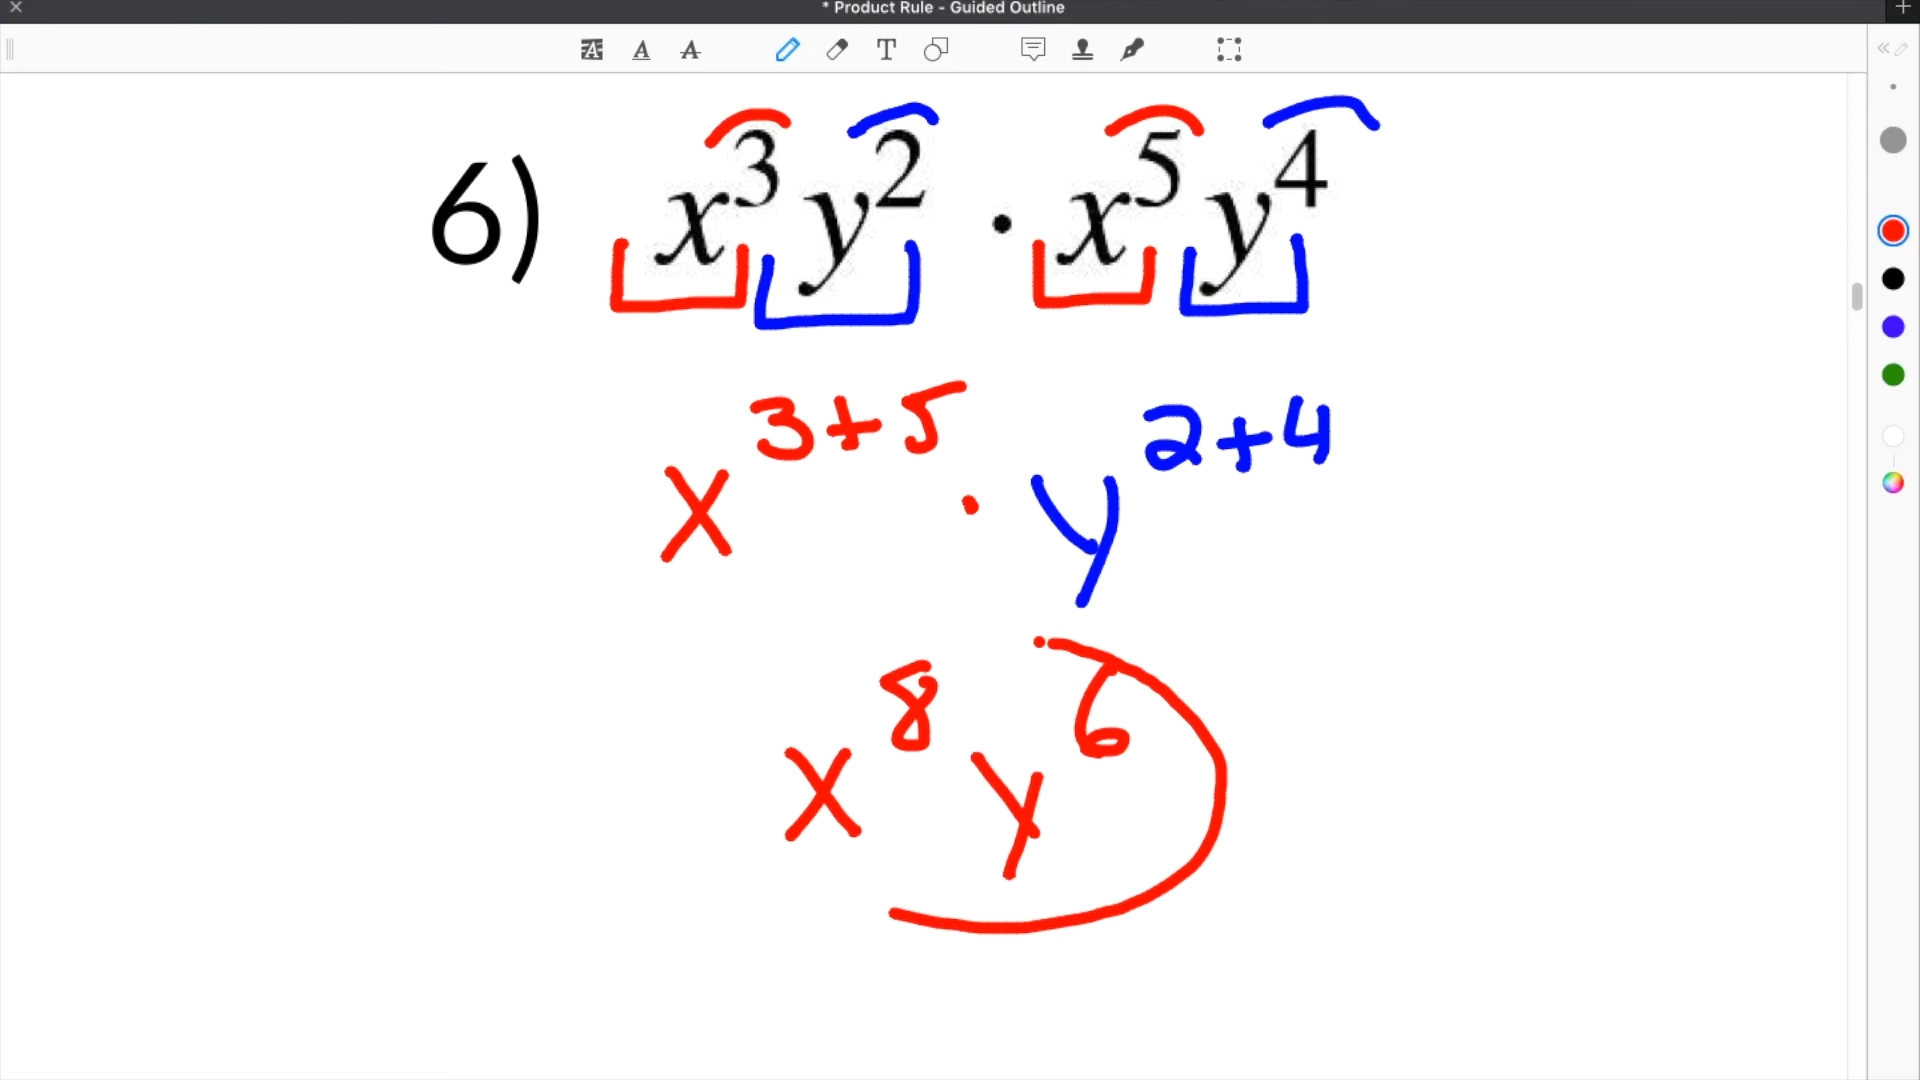 * Product Rule - Guided Outline
6) x³y² · x⁵y⁴
x³⁺⁵ · y²⁺⁴
x⁸y⁶